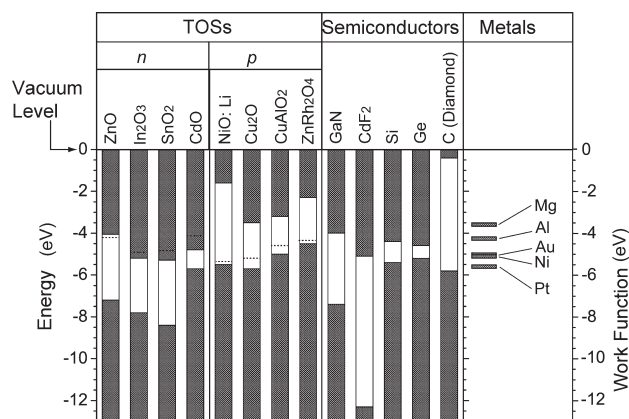 TOSs Semiconductors Metals
n p
Vacuum
Level
ZnO
In2O3
SnO2
CdO
NiO: Li
Cu2O
CuAlO2
ZnRh2O4
GaN
CdF2
Si
Ge
C (Diamond)
0 0
-2 -2
-4 -4
-6 -6
-8 -8
-10 -10
-12 -12
Energy (eV)
Mg
Al
Au
Ni
Pt
Work Function (eV)